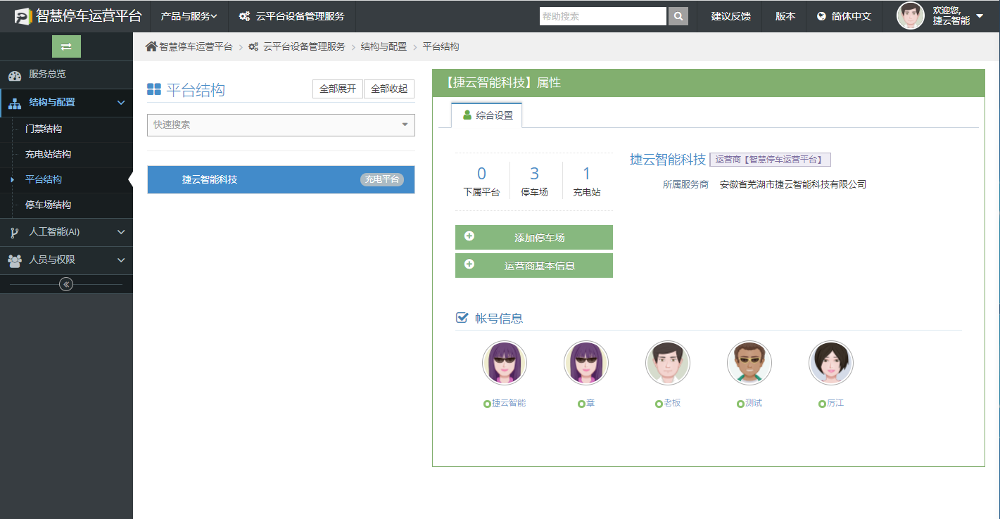 智慧停车运营平台
产品与服务
云平台设备管理服务
帮助搜索
建议反馈
版本
简体中文
欢迎您,
捷云智能
服务总览
结构与配置
门禁结构
充电站结构
平台结构
停车场结构
人工智能(AI)
人员与权限
智慧停车运营平台
云平台设备管理服务
结构与配置
平台结构
平台结构
全部展开
全部收起
快速搜索
捷云智能科技
充电平台
【捷云智能科技】属性
综合设置
0
下属平台
3
停车场
1
充电站
添加停车场
运营商基本信息
捷云智能科技
运营商【智慧停车运营平台】
所属服务商
安徽省芜湖市捷云智能科技有限公司
帐号信息
捷云智能
章
老板
测试
厉江